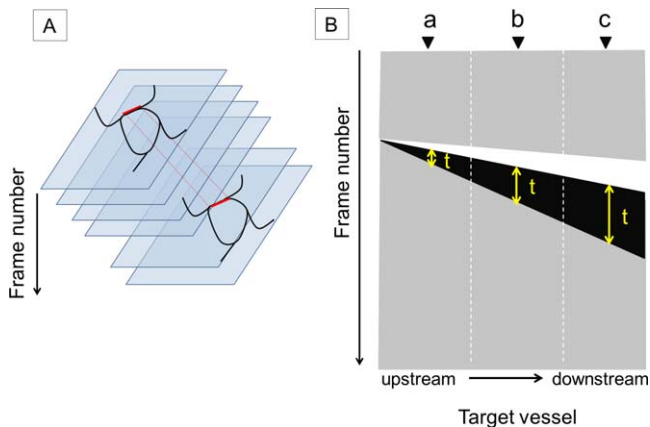 A
Frame number
B
a b c
Frame number
t
t
t
upstream downstream
Target vessel